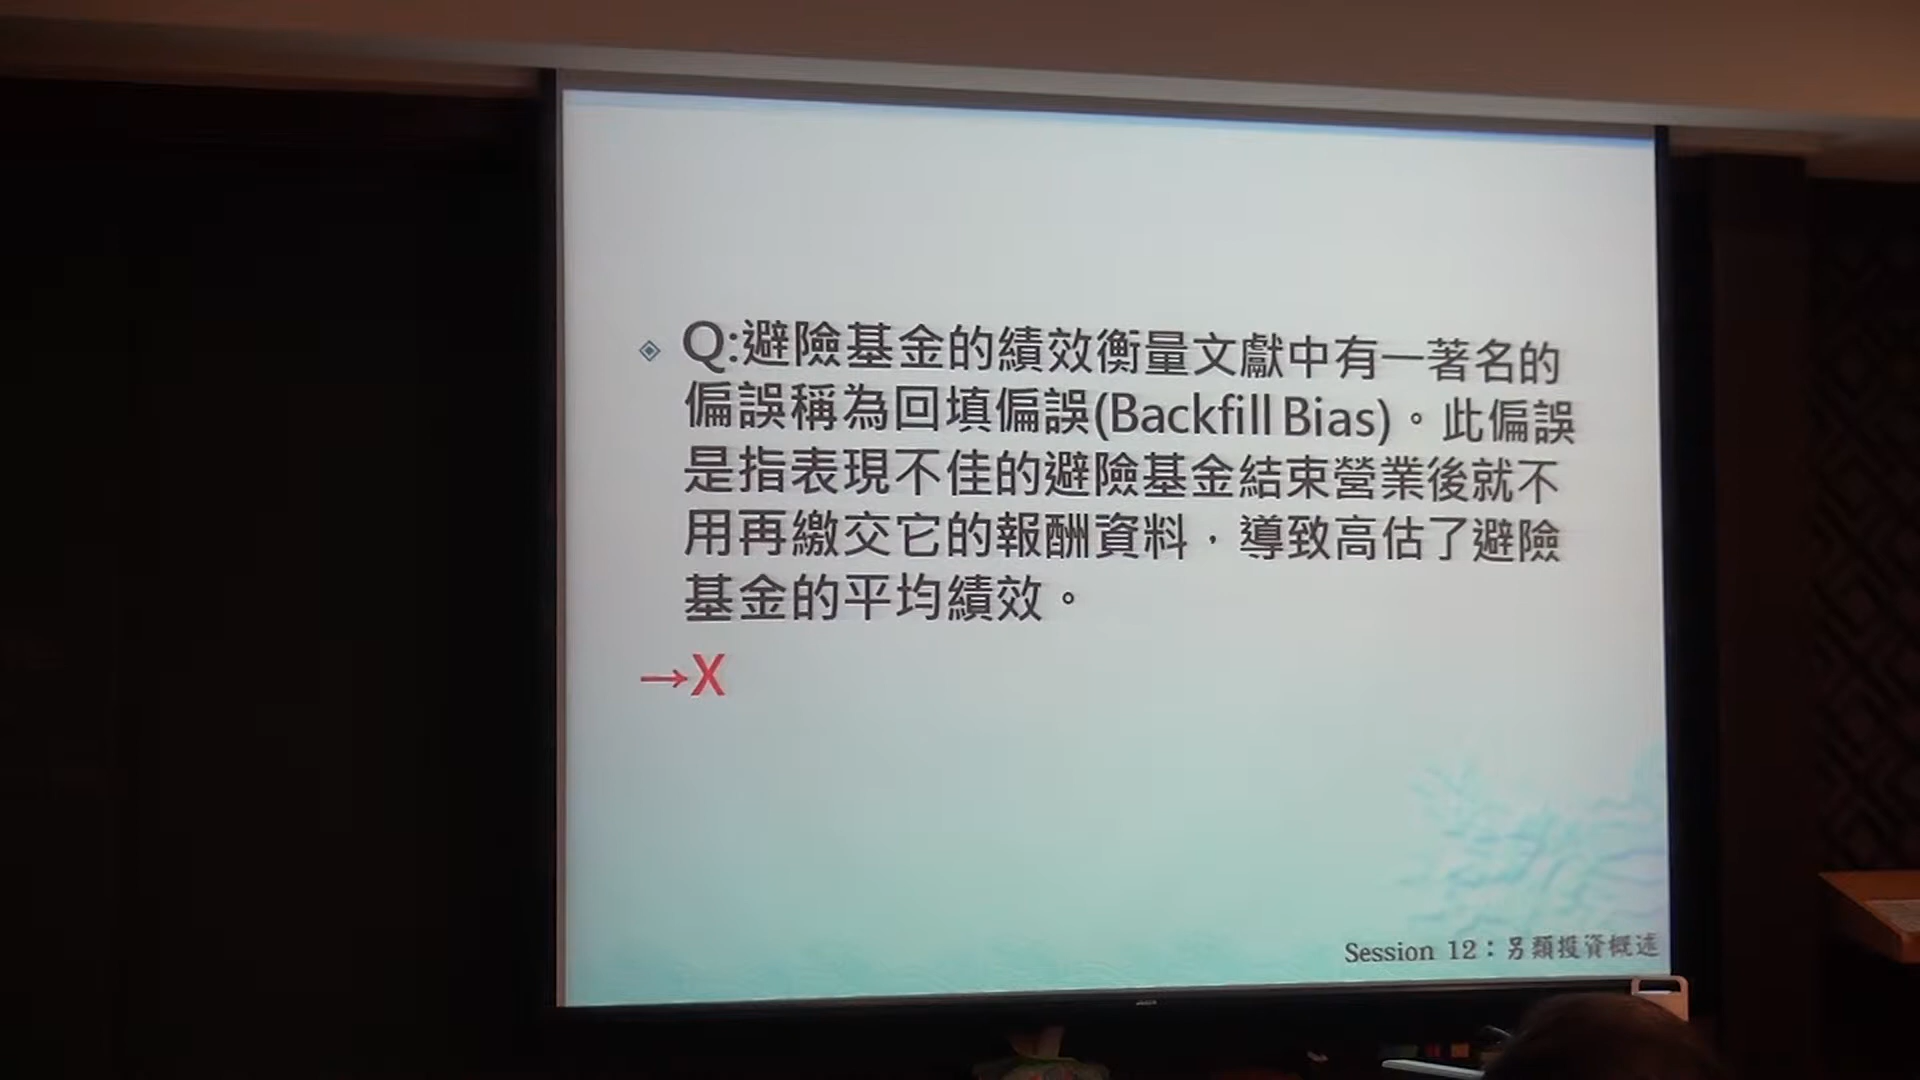 Q:避險基金的績效衡量文獻中有一著名的
偏誤稱為回填偏誤(Backfill Bias)。此偏誤
是指表現不佳的避險基金結束營業後就不
用再繳交它的報酬資料，導致高估了避險
基金的平均績效。
→X
Session 12：另類投資概述